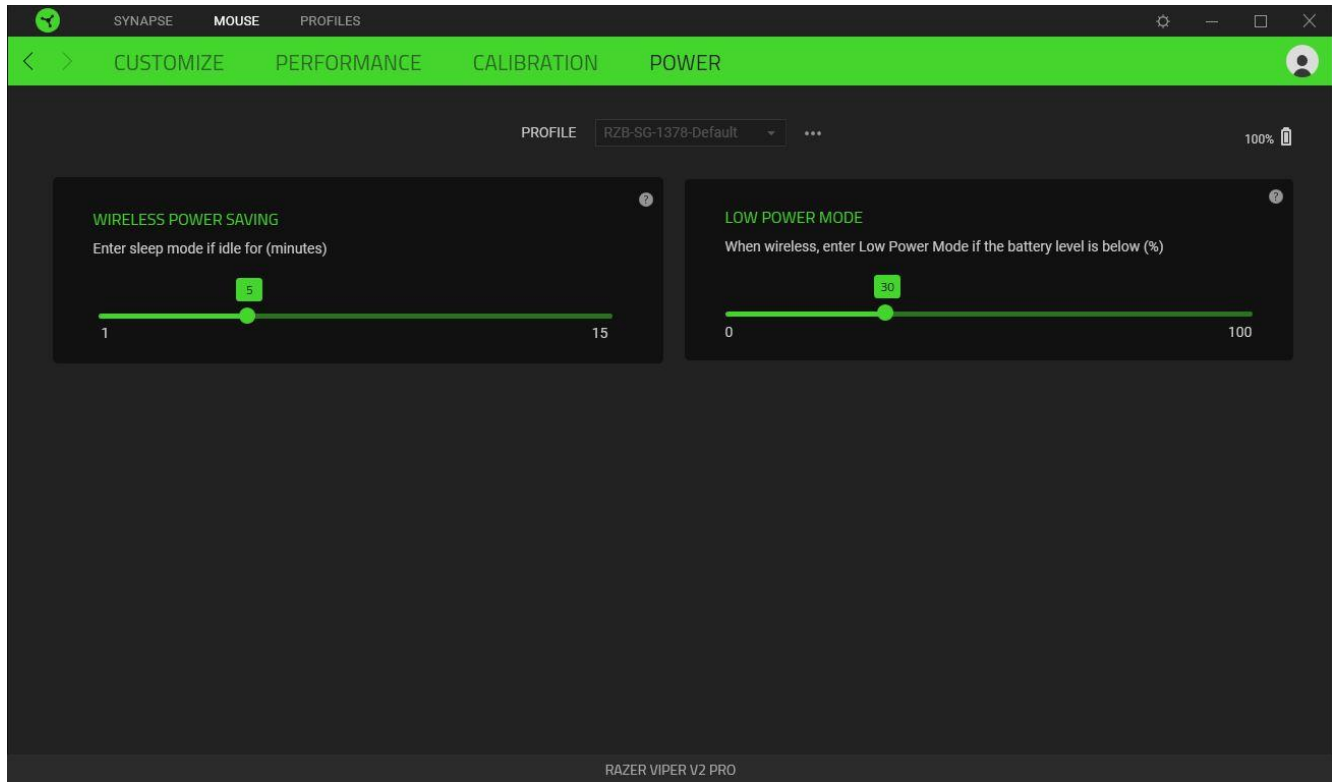 SYNAPSE MOUSE PROFILES
CUSTOMIZE PERFORMANCE CALIBRATION POWER
PROFILE RZB-SG-1378-Default •••
100%
WIRELESS POWER SAVING
Enter sleep mode if idle for (minutes)
5
1 15
LOW POWER MODE
When wireless, enter Low Power Mode if the battery level is below (%)
30
0 100
RAZER VIPER V2 PRO